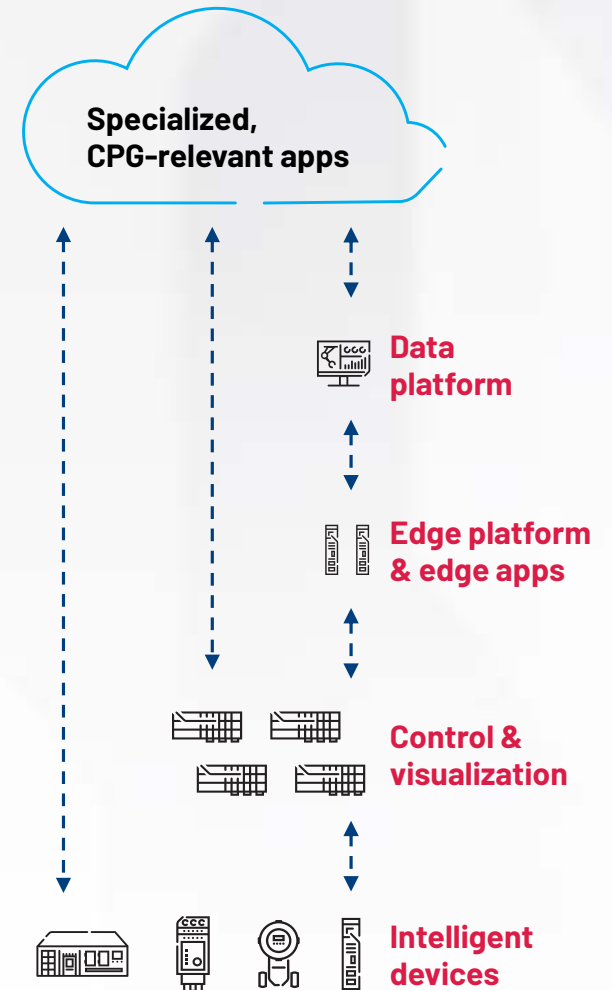 Specialized,
CPG-relevant apps
Data
platform
Edge platform
& edge apps
Control &
visualization
Intelligent
devices